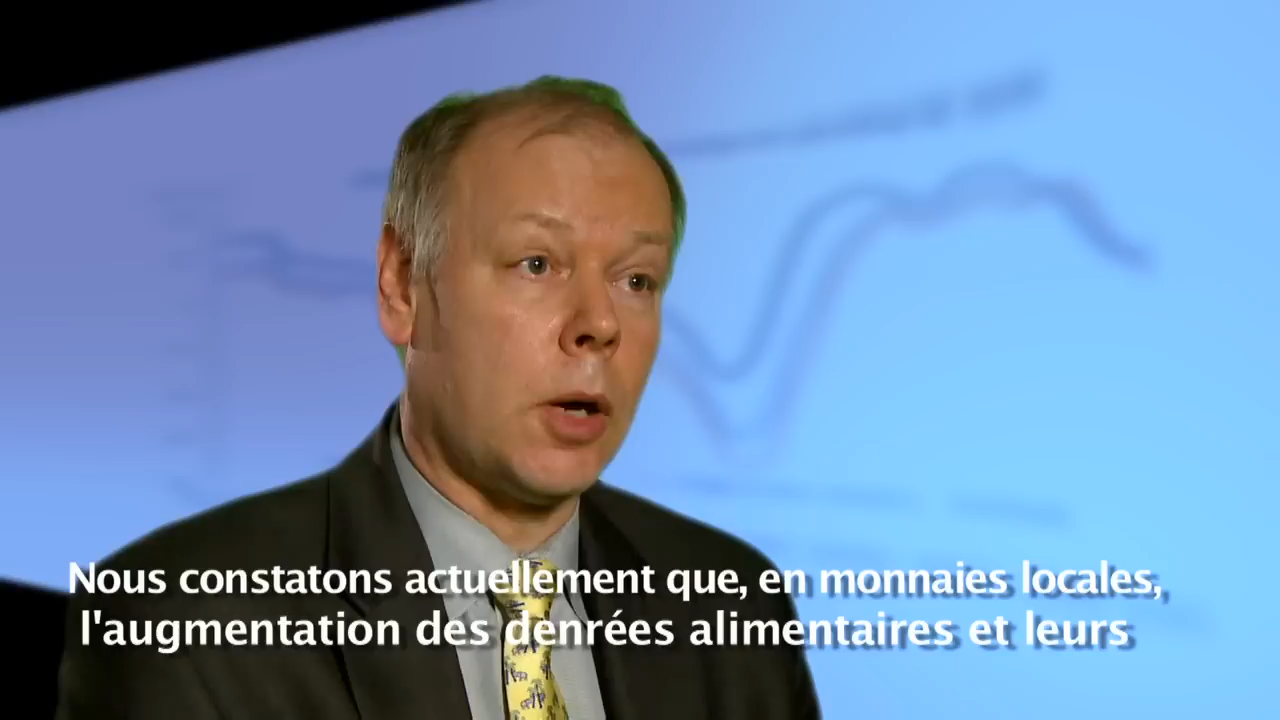 Nous constatons actuellement que, en monnaies locales,
l'augmentation des denrées alimentaires et leurs